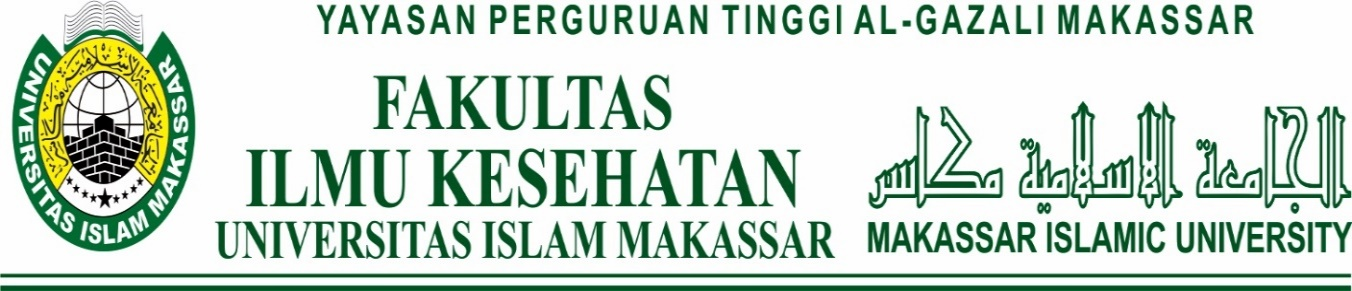 YAYASAN PERGURUAN TINGGI AL-GAZALI MAKASSAR
UNIVERSITAS ISLAM MAKASSAR
FAKULTAS
ILMU KESEHATAN
UNIVERSITAS ISLAM MAKASSAR
الجامعة الإسلامية مكاسر
MAKASSAR ISLAMIC UNIVERSITY